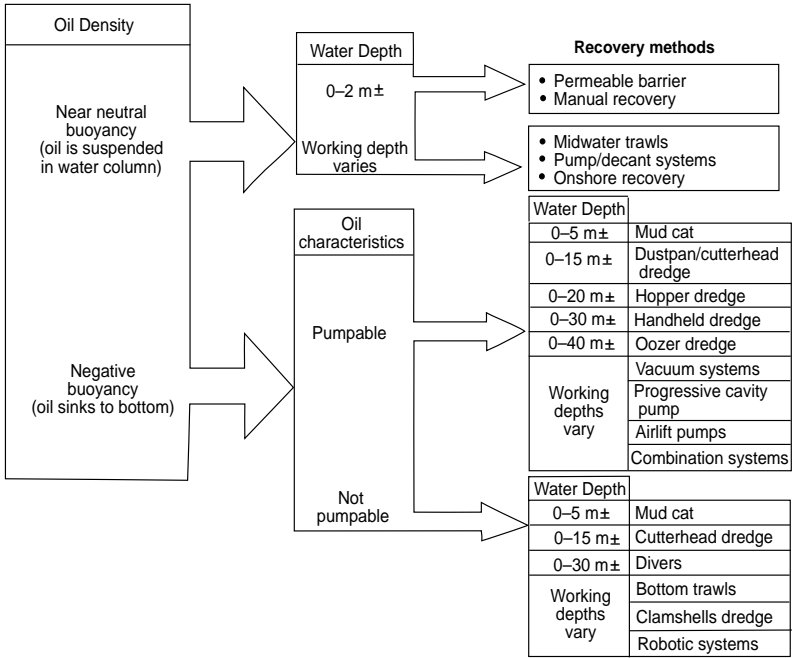 Oil Density
Near neutral
buoyancy
(oil is suspended
in water column)
Negative
buoyancy
(oil sinks to bottom)
Water Depth
0–2 m±
Working depth
varies
Oil
characteristics
Pumpable
Not
pumpable
Recovery methods
• Permeable barrier
• Manual recovery
• Midwater trawls
• Pump/decant systems
• Onshore recovery
Water Depth
0–5 m± Mud cat
0–15 m± Dustpan/cutterhead
dredge
0–20 m± Hopper dredge
0–30 m± Handheld dredge
0–40 m± Oozer dredge
Working
depths
vary
Vacuum systems
Progressive cavity
pump
Airlift pumps
Combination systems
Water Depth
0–5 m± Mud cat
0–15 m± Cutterhead dredge
0–30 m± Divers
Working
depths
vary
Bottom trawls
Clamshells dredge
Robotic systems